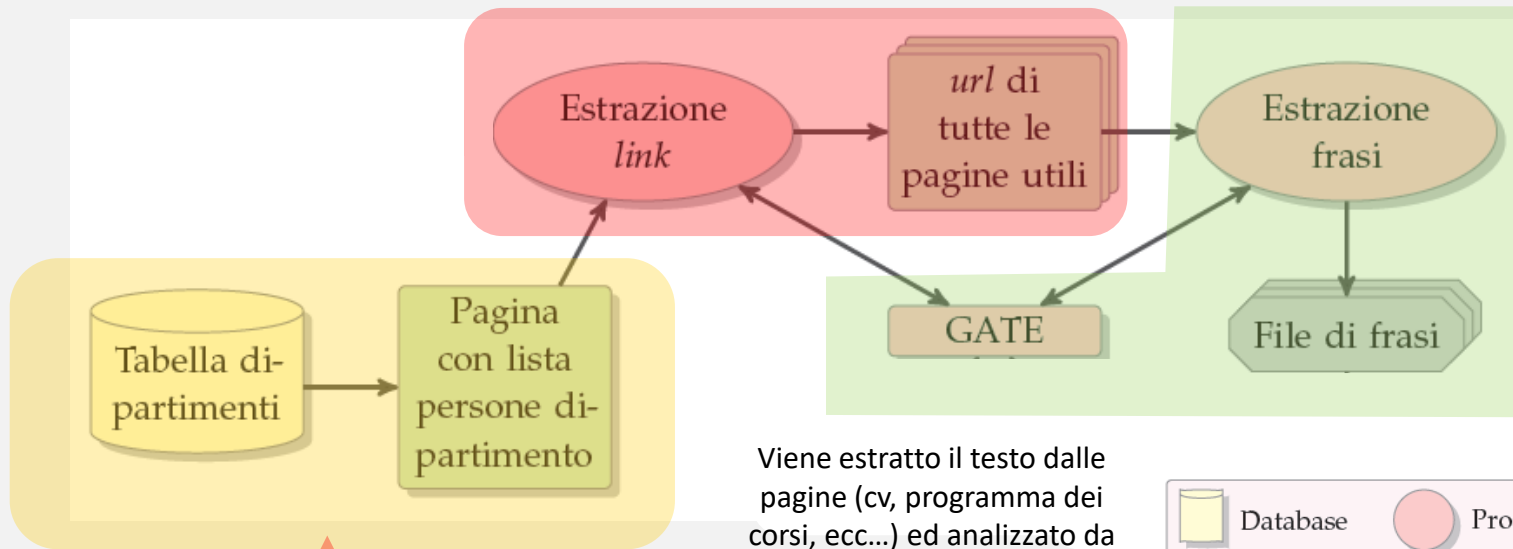 Estrazione
link
url di
tutte le
pagine utili
Estrazione
frasi
Tabella di-
partimenti
Pagina
con lista
persone di-
partimento
GATE
File di frasi
Viene estratto il testo dalle
pagine (cv, programma dei
corsi, ecc...) ed analizzato da
Database